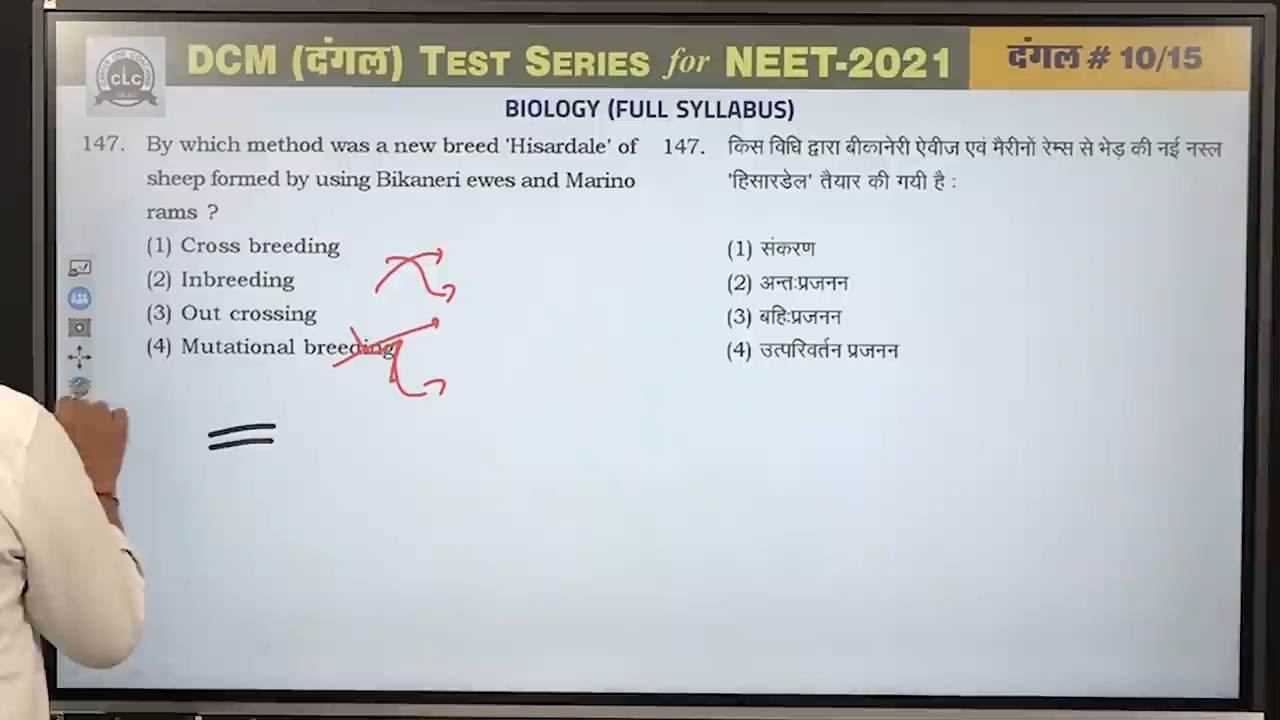 CLC
DCM (दंगल) TEST SERIES for NEET-2021
दंगल # 10/15
BIOLOGY (FULL SYLLABUS)
147. By which method was a new breed 'Hisardale' of
sheep formed by using Bikaneri ewes and Marino
rams ?
(1) Cross breeding
(2) Inbreeding
(3) Out crossing
(4) Mutational breeding
147. किस विधि द्वारा बीकानेरी ऐवीज एवं मैरीनों रेम्स से भेड़ की नई नस्ल
'हिसारडेल' तैयार की गयी है :
(1) संकरण
(2) अन्तःप्रजनन
(3) बहिःप्रजनन
(4) उत्परिवर्तन प्रजनन